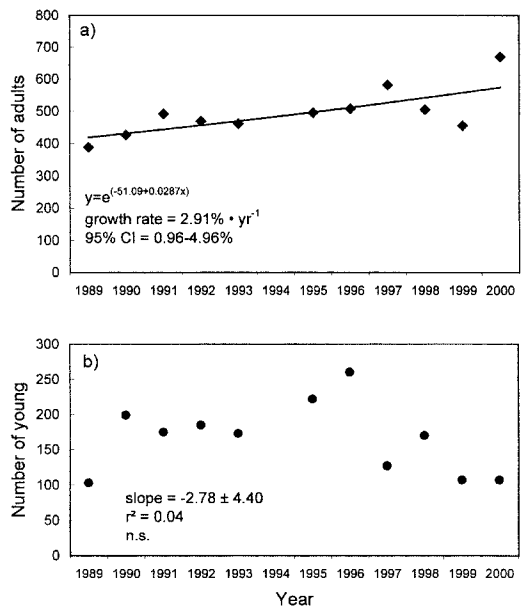 800
a)
700
600
500
400
300
200
100
0
Number of adults
y=e^(-51.09+0.0287x)
growth rate = 2.91% • yr⁻¹
95% CI = 0.96-4.96%
1989 1990 1991 1992 1993 1994 1995 1996 1997 1998 1999 2000
300
b)
250
200
150
100
50
0
Number of young
slope = -2.78 ± 4.40
r² = 0.04
n.s.
1989 1990 1991 1992 1993 1994 1995 1996 1997 1998 1999 2000
Year